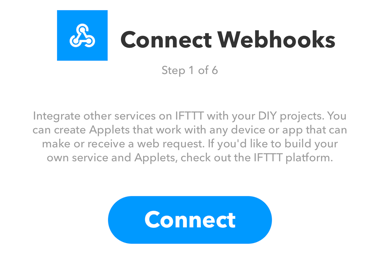 Connect Webhooks
Step 1 of 6
Integrate other services on IFTTT with your DIY projects. You
can create Applets that work with any device or app that can
make or receive a web request. If you'd like to build your
own service and Applets, check out the IFTTT platform.
Connect